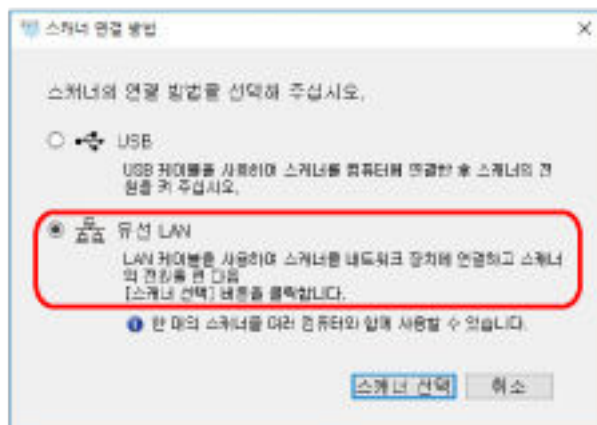 스캐너 연결 방법
스캐너의 연결 방법을 선택해 주십시오.
USB
USB 케이블을 사용하여 스캐너를 컴퓨터에 연결한 후 스캐너의 전
원을 켜 주십시오.
유선 LAN
LAN 케이블을 사용하여 스캐너를 네트워크 장치에 연결하고 스캐너
의 전원을 켠 다음
[스캐너 선택] 버튼을 클릭합니다.
한 대의 스캐너를 여러 컴퓨터와 함께 사용할 수 있습니다.
스캐너 선택 취소